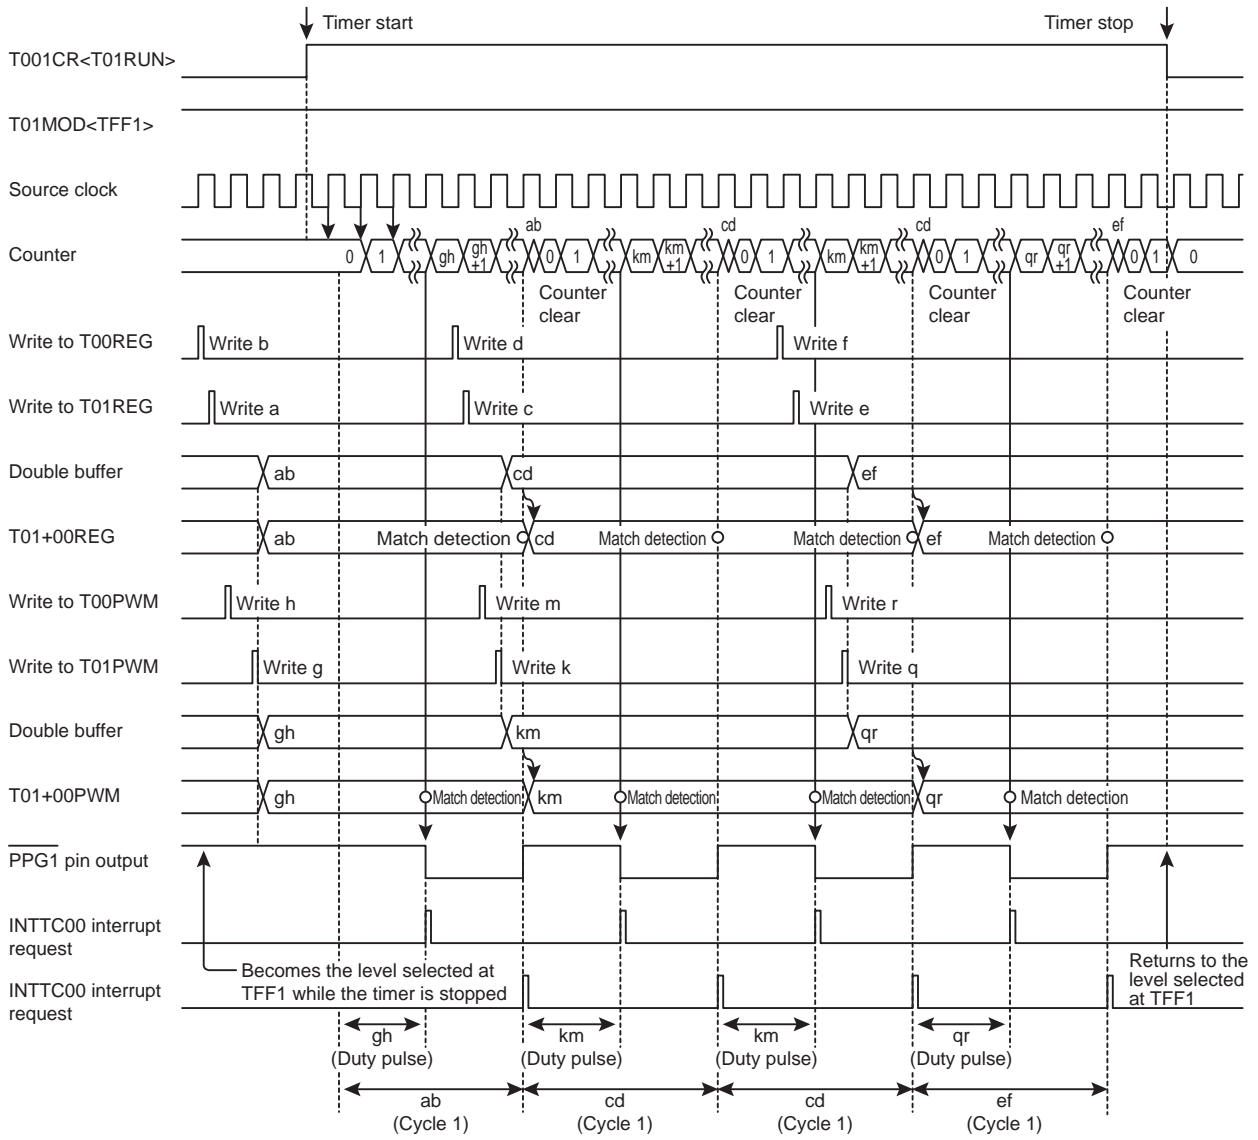 Timer start
Timer stop
T001CR<T01RUN>
T01MOD<TFF1>
Source clock
ab cd cd ef
Counter 0 1 gh gh+1 0 1 km km+1 0 1 km km+1 0 1 qr qr+1 0 1 0
Counter clear Counter clear Counter clear Counter clear
Write to T00REG Write b Write d Write f
Write to T01REG Write a Write c Write e
Double buffer ab cd ef
T01+00REG ab Match detection cd Match detection Match detection ef Match detection
Write to T00PWM Write h Write m Write r
Write to T01PWM Write g Write k Write q
Double buffer gh km qr
T01+00PWM gh Match detection km Match detection Match detection qr Match detection
PPG1 pin output
INTTC00 interrupt
request
Becomes the level selected at
TFF1 while the timer is stopped
Returns to the
level selected
at TFF1
INTTC00 interrupt
request
gh km km qr
(Duty pulse) (Duty pulse) (Duty pulse) (Duty pulse)
ab cd cd ef
(Cycle 1) (Cycle 1) (Cycle 1) (Cycle 1)